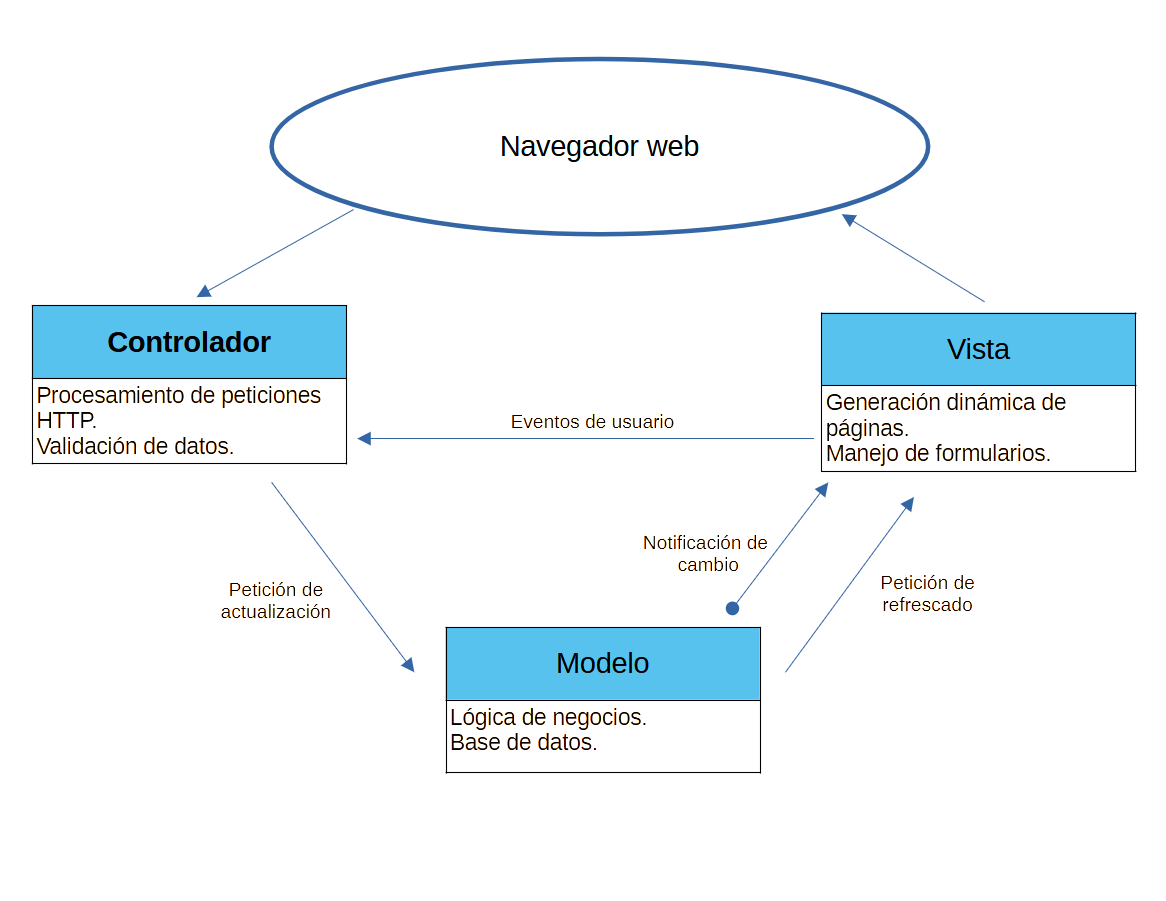 Navegador web
Controlador
Procesamiento de peticiones
HTTP.
Validación de datos.
Vista
Generación dinámica de
páginas.
Manejo de formularios.
Eventos de usuario
Notificación de
cambio
Petición de
refrescado
Petición de
actualización
Modelo
Lógica de negocios.
Base de datos.